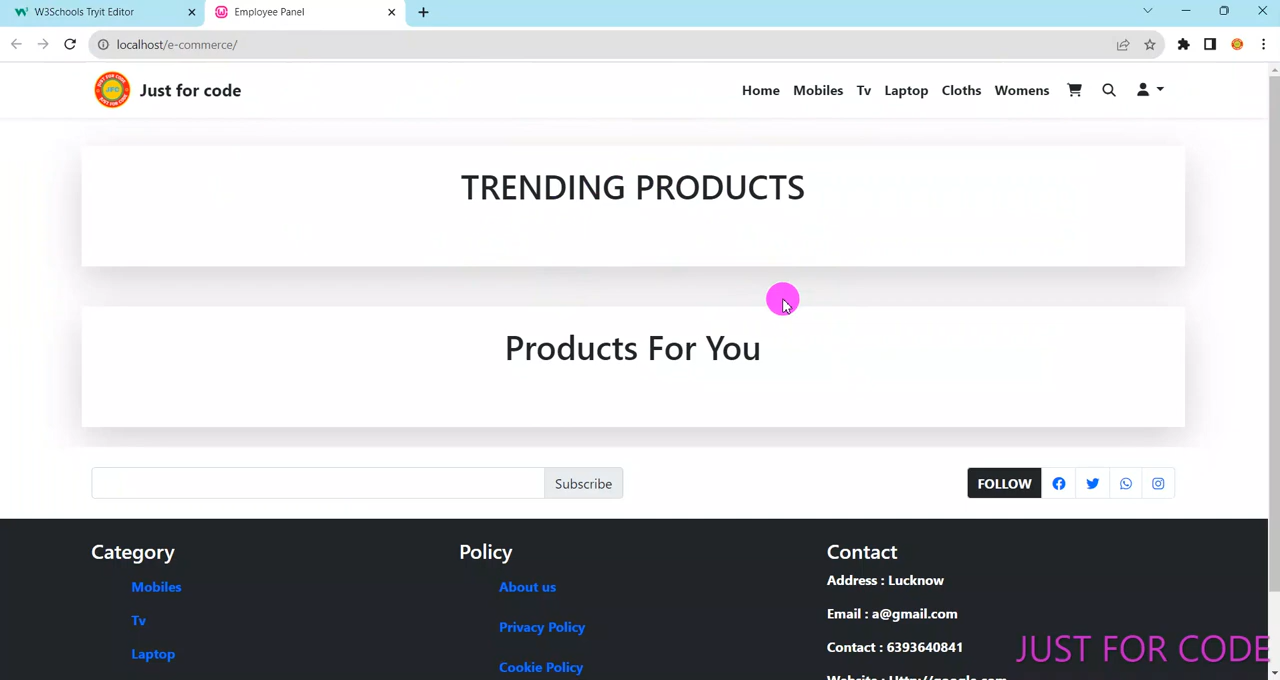 W3Schools Tryit Editor
Employee Panel
localhost/e-commerce/
Just for code
Home Mobiles Tv Laptop Cloths Womens
TRENDING PRODUCTS
Products For You
Subscribe
FOLLOW
Category
Mobiles
Tv
Laptop
Policy
About us
Privacy Policy
Cookie Policy
Contact
Address : Lucknow
Email : a@gmail.com
Contact : 6393640841
JUST FOR CODE